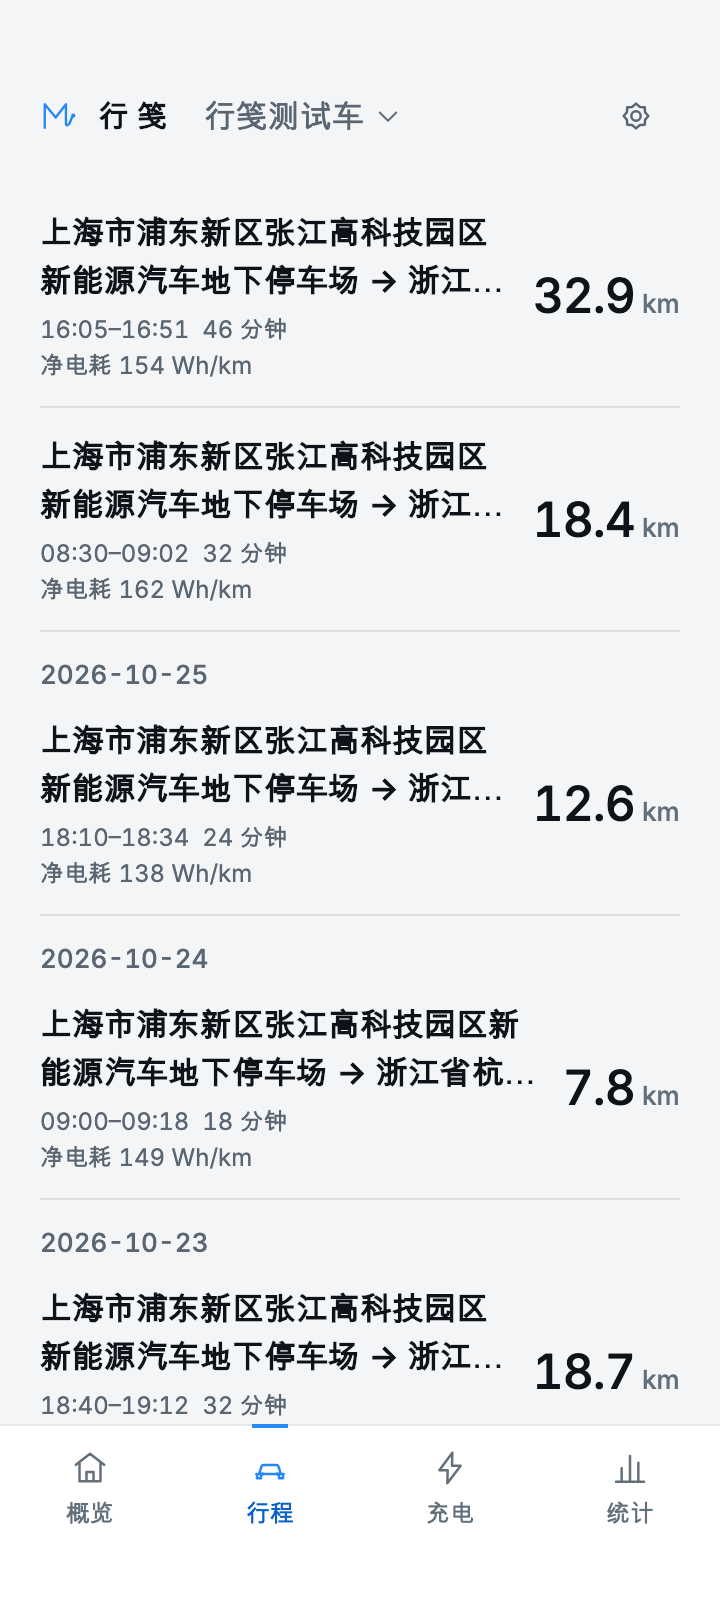 行笺 行笺测试车
上海市浦东新区张江高科技园区
新能源汽车地下停车场 → 浙江…
32.9 km
16:05–16:51 46 分钟
净电耗 154 Wh/km
上海市浦东新区张江高科技园区
新能源汽车地下停车场 → 浙江…
18.4 km
08:30–09:02 32 分钟
净电耗 162 Wh/km
2026-10-25
上海市浦东新区张江高科技园区
新能源汽车地下停车场 → 浙江…
12.6 km
18:10–18:34 24 分钟
净电耗 138 Wh/km
2026-10-24
上海市浦东新区张江高科技园区新
能源汽车地下停车场 → 浙江省杭…
7.8 km
09:00–09:18 18 分钟
净电耗 149 Wh/km
2026-10-23
上海市浦东新区张江高科技园区
新能源汽车地下停车场 → 浙江…
18.7 km
18:40–19:12 32 分钟
概览 行程 充电 统计